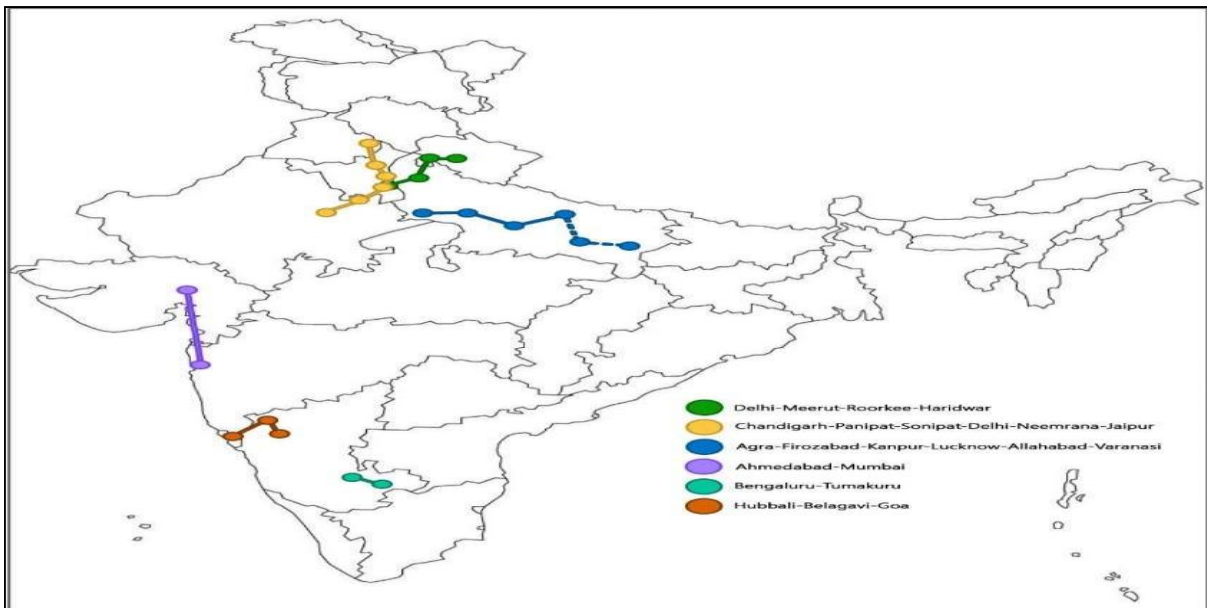 Delhi-Meerut-Roorkee-Haridwar
Chandigarh-Panipat-Sonipat-Delhi-Neemrana-Jaipur
Agra-Firozabad-Kanpur-Lucknow-Allahabad-Varanasi
Ahmedabad-Mumbai
Bengaluru-Tumakuru
Hubbali-Belagavi-Goa